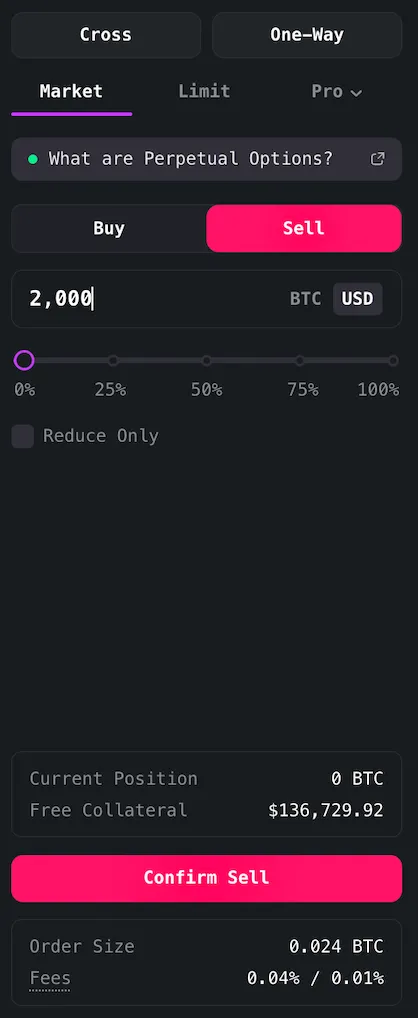 Cross One-Way
Market Limit Pro
What are Perpetual Options?
Buy Sell
2,000 BTC USD
0% 25% 50% 75% 100%
Reduce Only
Current Position 0 BTC
Free Collateral $136,729.92
Confirm Sell
Order Size 0.024 BTC
Fees 0.04% / 0.01%